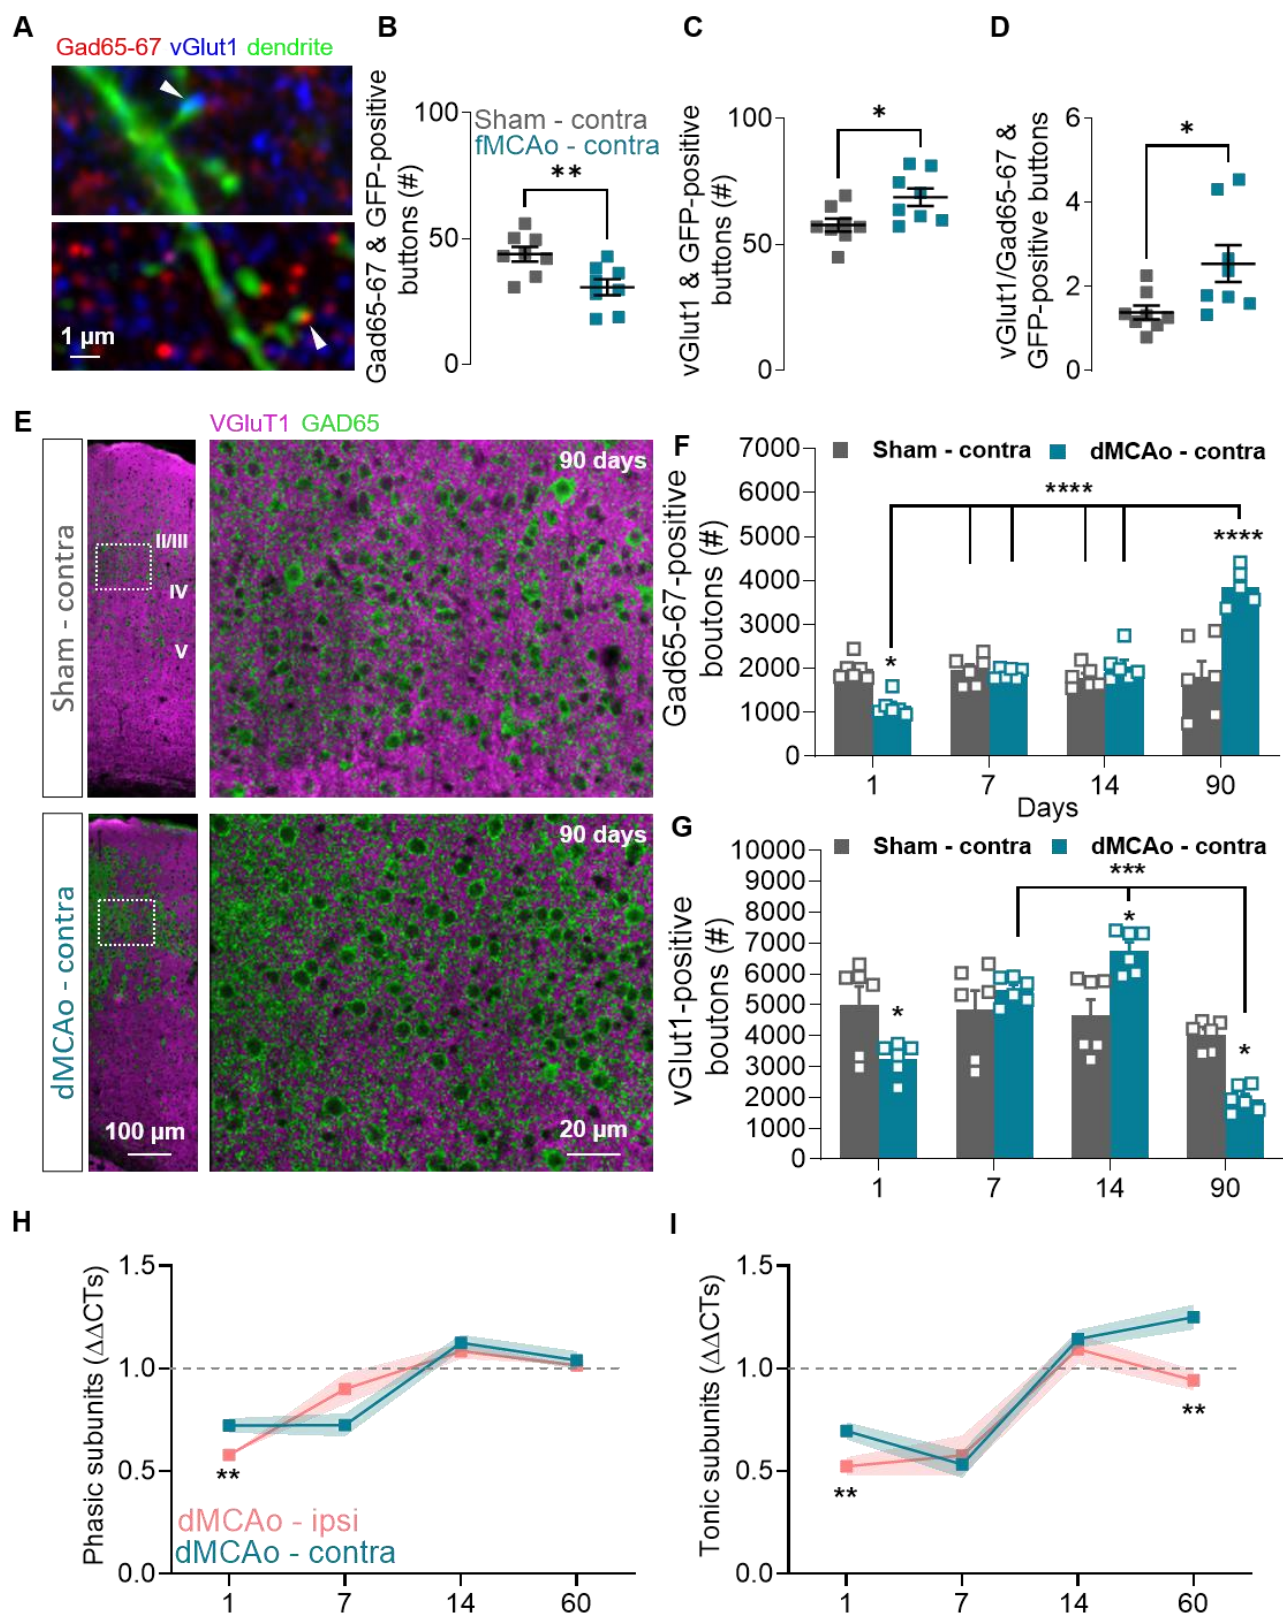 A
Gad65-67 vGlut1 dendrite
1 µm
B
Gad65-67 & GFP-positive
buttons (#)
100
50
0
Sham - contra
fMCAo - contra
**
C
vGlut1 & GFP-positive
buttons (#)
100
50
0
*
D
vGlut1/Gad65-67 &
GFP-positive buttons
6
4
2
0
*
E
VGluT1 GAD65
Sham - contra
II/III
IV
V
90 days
dMCAo - contra
100 µm
90 days
20 µm
F
Gad65-67-positive
boutons (#)
7000
6000
5000
4000
3000
2000
1000
0
Sham - contra dMCAo - contra
****
****
*
1 7 14 90
Days
G
vGlut1-positive
boutons (#)
10000
9000
8000
7000
6000
5000
4000
3000
2000
1000
0
Sham - contra dMCAo - contra
***
*
*
*
1 7 14 90
H
Phasic subunits (ΔΔCTs)
1.5
1.0
0.5
0.0
**
dMCAo - ipsi
dMCAo - contra
1 7 14 60
I
Tonic subunits (ΔΔCTs)
1.5
1.0
0.5
0.0
**
**
1 7 14 60